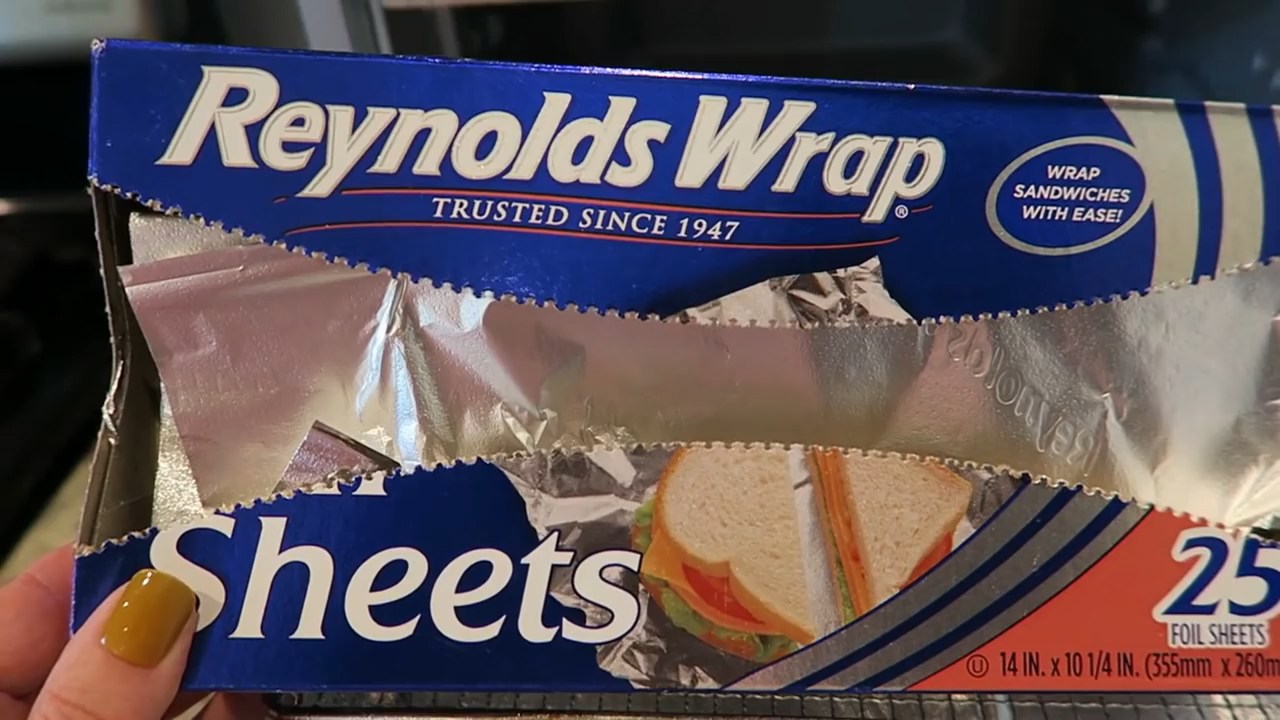 Reynolds Wrap®
TRUSTED SINCE 1947
WRAP
SANDWICHES
WITH EASE!
Reynolds
Sheets
25
FOIL SHEETS
Ⓤ 14 IN. x 10 1/4 IN. (355mm x 260m